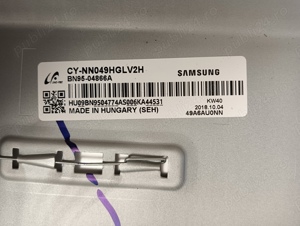 CY-NN049HGLV2H
BN95-04866A
SAMSUNG
HU09BN9504774AS006KA44531
MADE IN HUNGARY (SEH)
KW40
2018.10.04
49A6AU0NN